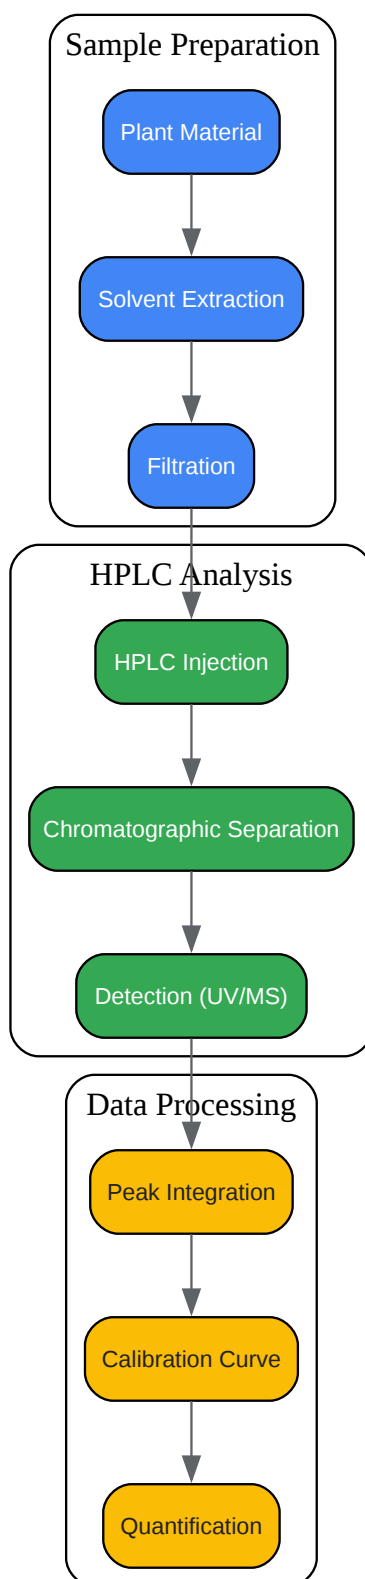 Sample Preparation
Plant Material
Solvent Extraction
Filtration
HPLC Analysis
HPLC Injection
Chromatographic Separation
Detection (UV/MS)
Data Processing
Peak Integration
Calibration Curve
Quantification